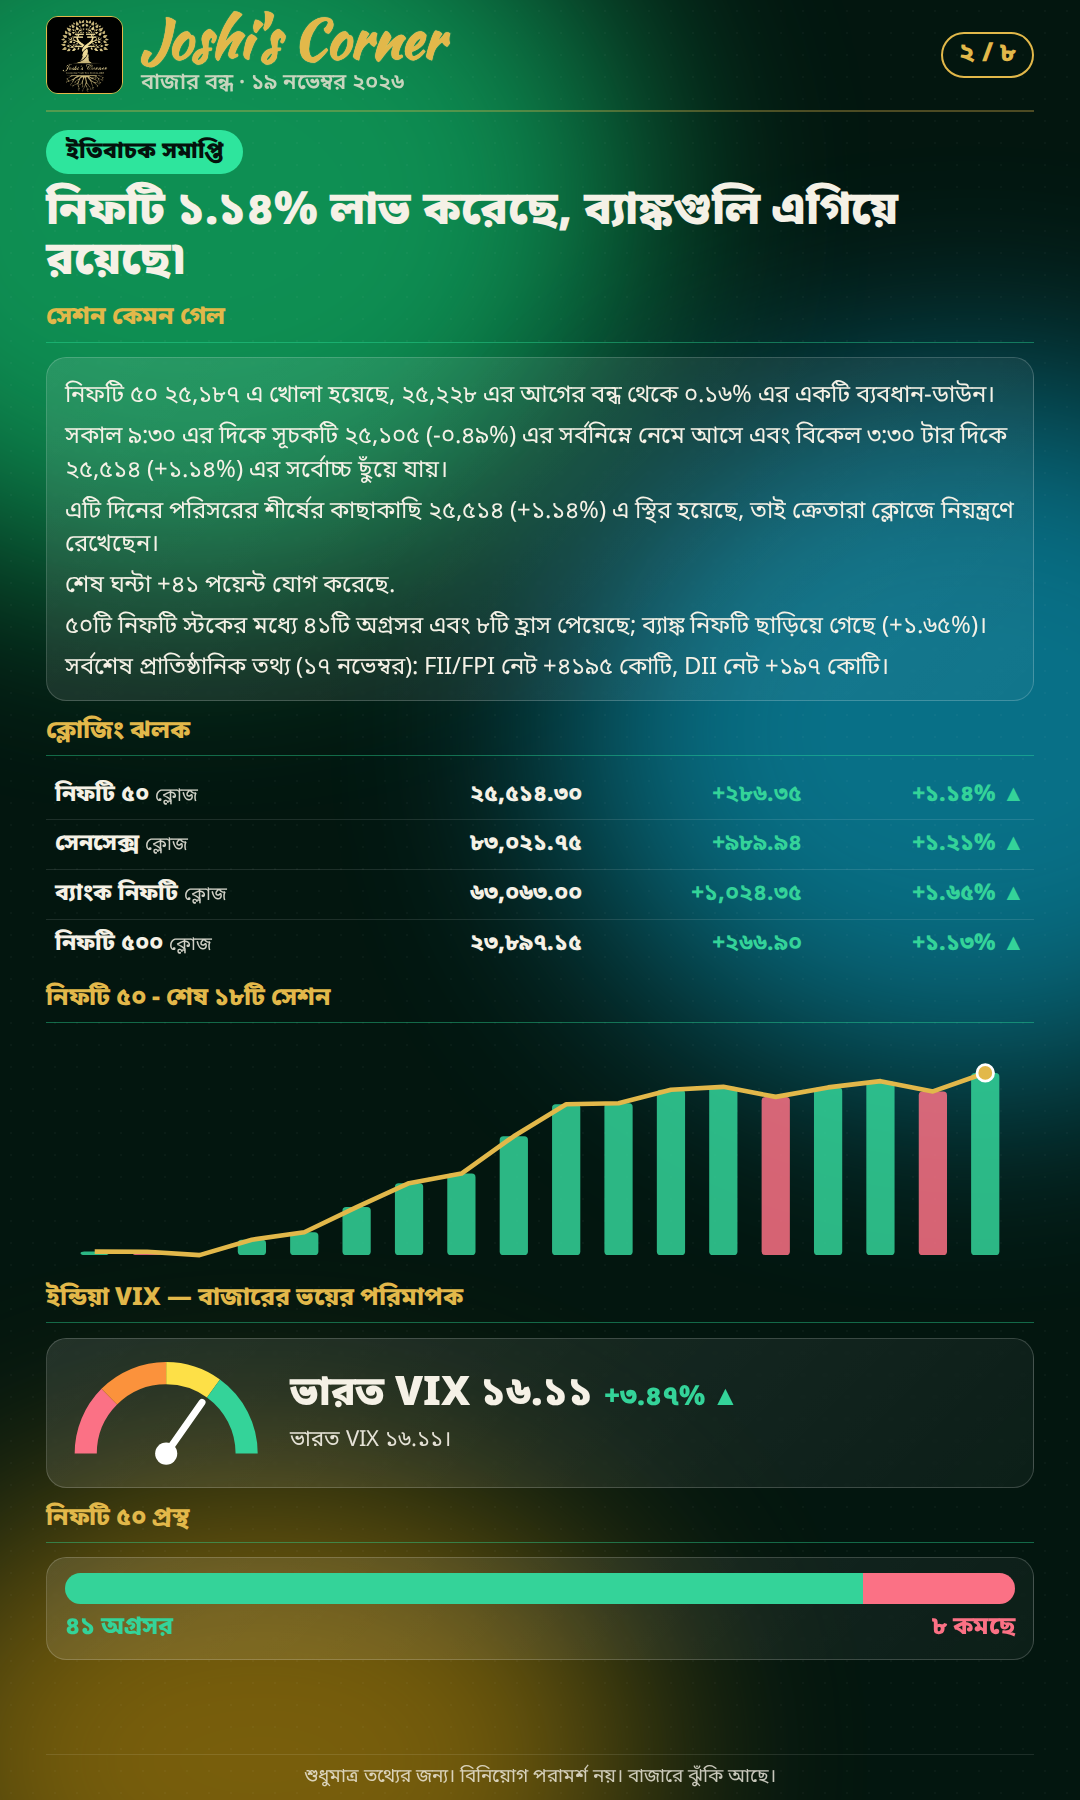 Joshi's Corner
বাজার বন্ধ · ১৯ নভেম্বর ২০২৬
২ / ৮
ইতিবাচক সমাপ্তি
নিফটি ১.১৪% লাভ করেছে, ব্যাঙ্কগুলি এগিয়ে
রয়েছে৷
সেশন কেমন গেল
নিফটি ৫০ ২৫,১৮৭ এ খোলা হয়েছে, ২৫,২২৮ এর আগের বন্ধ থেকে ০.১৬% এর একটি ব্যবধান-ডাউন।
সকাল ৯:৩০ এর দিকে সূচকটি ২৫,১০৫ (-০.৪৯%) এর সর্বনিম্নে নেমে আসে এবং বিকেল ৩:৩০ টার দিকে
২৫,৫১৪ (+১.১৪%) এর সর্বোচ্চ ছুঁয়ে যায়।
এটি দিনের পরিসরের শীর্ষের কাছাকাছি ২৫,৫১৪ (+১.১৪%) এ স্থির হয়েছে, তাই ক্রেতারা ক্লোজে নিয়ন্ত্রণে
রেখেছেন।
শেষ ঘন্টা +৪১ পয়েন্ট যোগ করেছে.
৫০টি নিফটি স্টকের মধ্যে ৪১টি অগ্রসর এবং ৮টি হ্রাস পেয়েছে; ব্যাঙ্ক নিফটি ছাড়িয়ে গেছে (+১.৬৫%)।
সর্বশেষ প্রাতিষ্ঠানিক তথ্য (১৭ নভেম্বর): FII/FPI নেট +৪১৯৫ কোটি, DII নেট +১৯৭ কোটি।
ক্লোজিং ঝলক
নিফটি ৫০ ক্লোজ ২৫,৫১৪.৩০ +২৮৬.৩৫ +১.১৪% ▲
সেনসেক্স ক্লোজ ৮৩,০২১.৭৫ +৯৮৯.৯৪ +১.২১% ▲
ব্যাংক নিফটি ক্লোজ ৬৩,০৬৩.০০ +১,০২৪.৩৫ +১.৬৫% ▲
নিফটি ৫০০ ক্লোজ ২৩,৮৯৭.১৫ +২৬৬.৯০ +১.১৩% ▲
নিফটি ৫০ - শেষ ১৮টি সেশন
ইন্ডিয়া VIX — বাজারের ভয়ের পরিমাপক
ভারত VIX ১৬.১১ +৩.৪৭% ▲
ভারত VIX ১৬.১১।
নিফটি ৫০ প্রস্থ
৪১ অগ্রসর
৮ কমছে
শুধুমাত্র তথ্যের জন্য। বিনিয়োগ পরামর্শ নয়। বাজারে ঝুঁকি আছে।